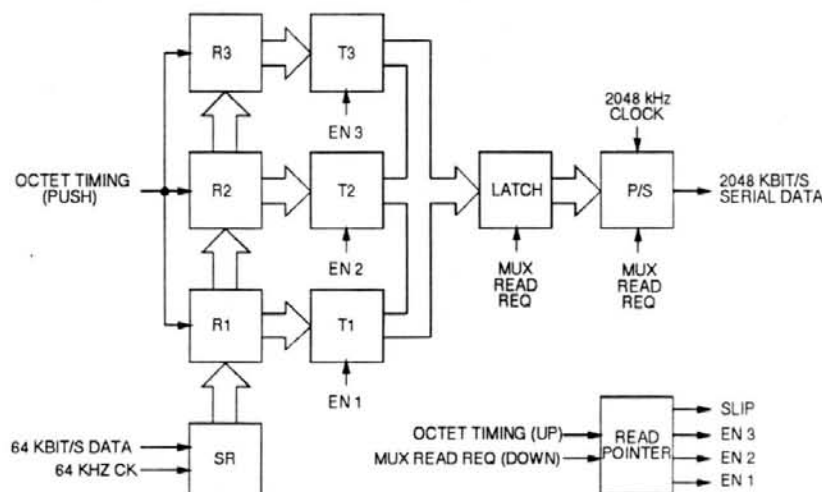 R3
T3
EN 3
2048 kHz
CLOCK
OCTET TIMING
(PUSH)
R2
T2
EN 2
LATCH
P/S
2048 KBIT/S
SERIAL DATA
MUX
READ
REQ
MUX
READ
REQ
R1
T1
EN 1
64 KBIT/S DATA
64 KHZ CK
SR
OCTET TIMING (UP)
MUX READ REQ (DOWN)
READ
POINTER
SLIP
EN 3
EN 2
EN 1